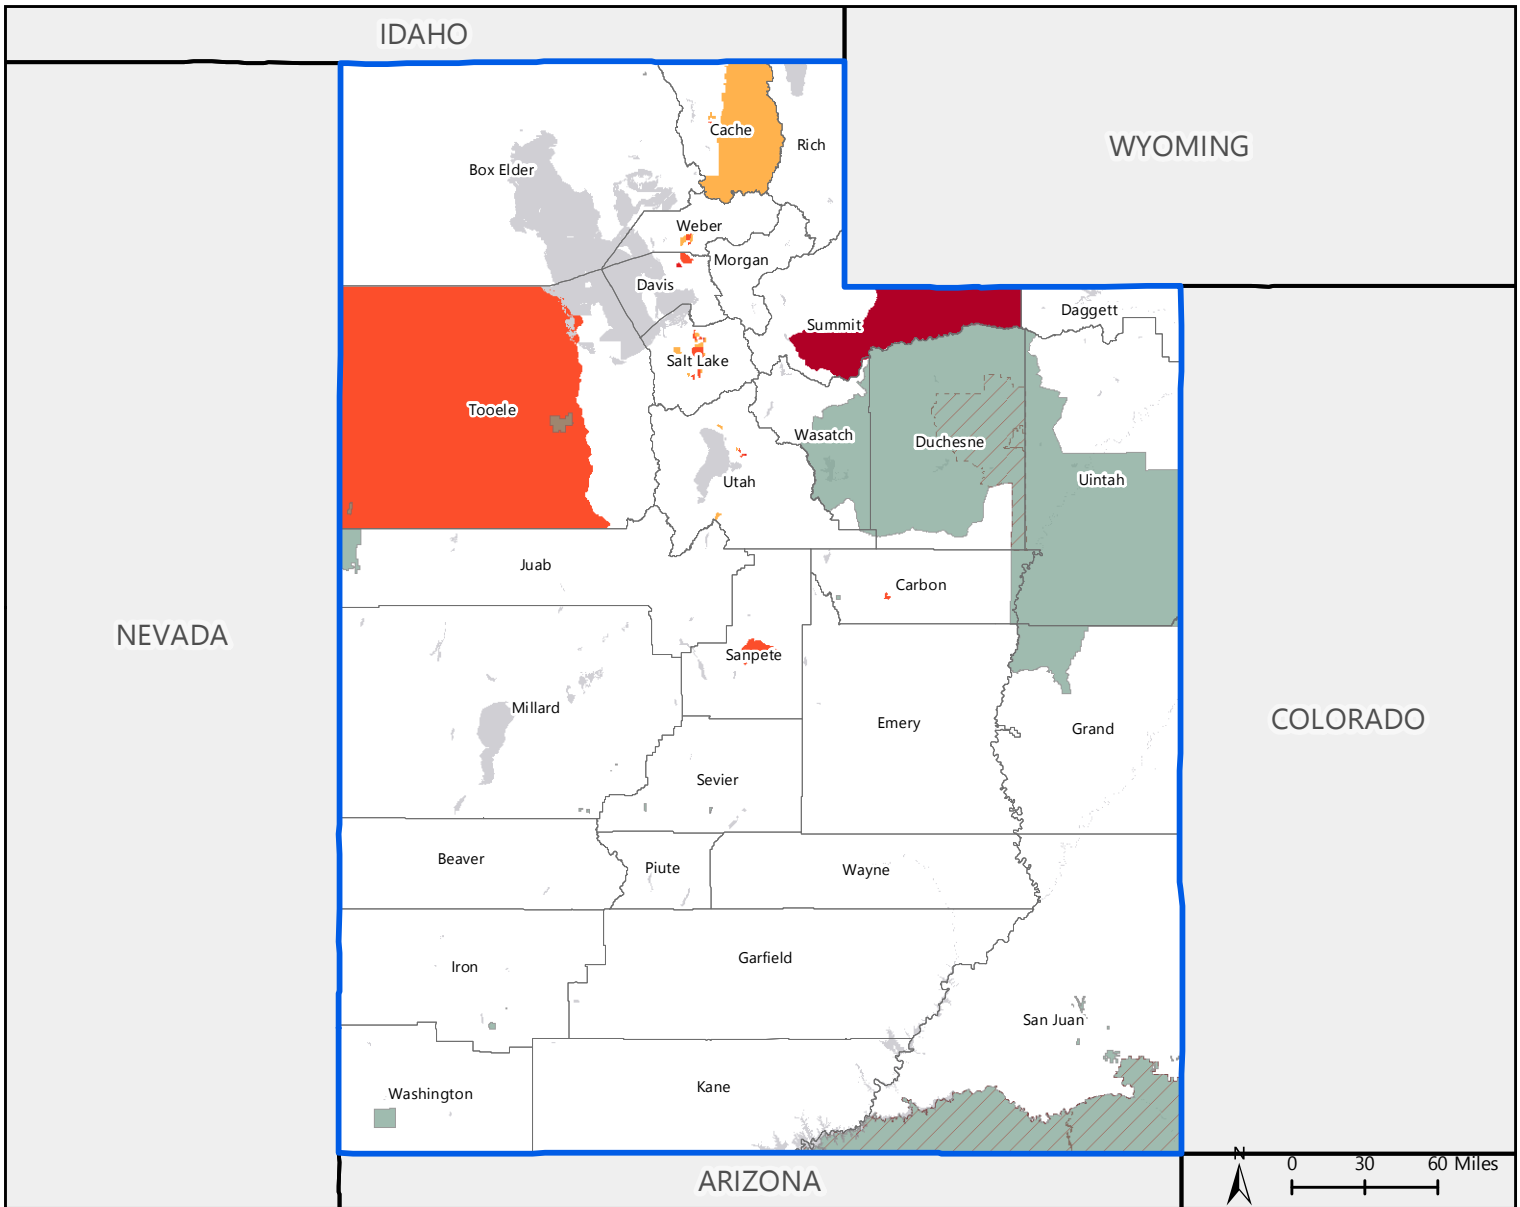 IDAHO
WYOMING
Cache
Rich
Box Elder
Weber
Morgan
Davis
Daggett
Summit
Salt Lake
Tooele
Wasatch
Duchesne
Uintah
Utah
Juab
Carbon
NEVADA
Sanpete
Millard
Emery
Grand
COLORADO
Sevier
Beaver
Piute
Wayne
Iron
Garfield
San Juan
Kane
Washington
N
0 30 60 Miles
ARIZONA